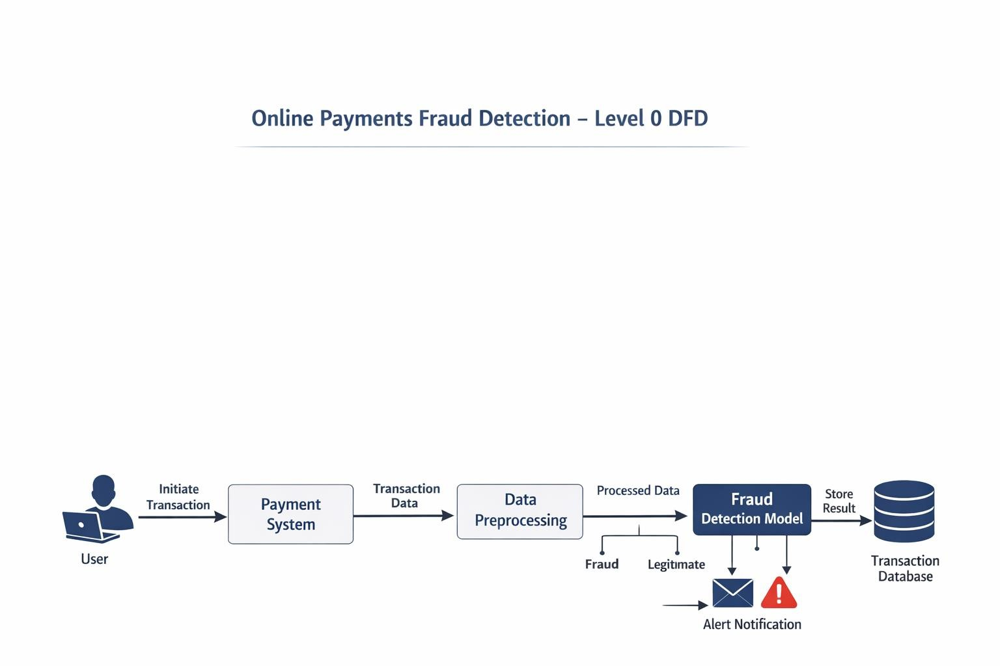 Online Payments Fraud Detection – Level 0 DFD
Initiate
Transaction
User
Payment
System
Transaction
Data
Data
Preprocessing
Processed Data
Fraud
Legitimate
Fraud
Detection Model
Store
Result
Transaction
Database
Alert Notification